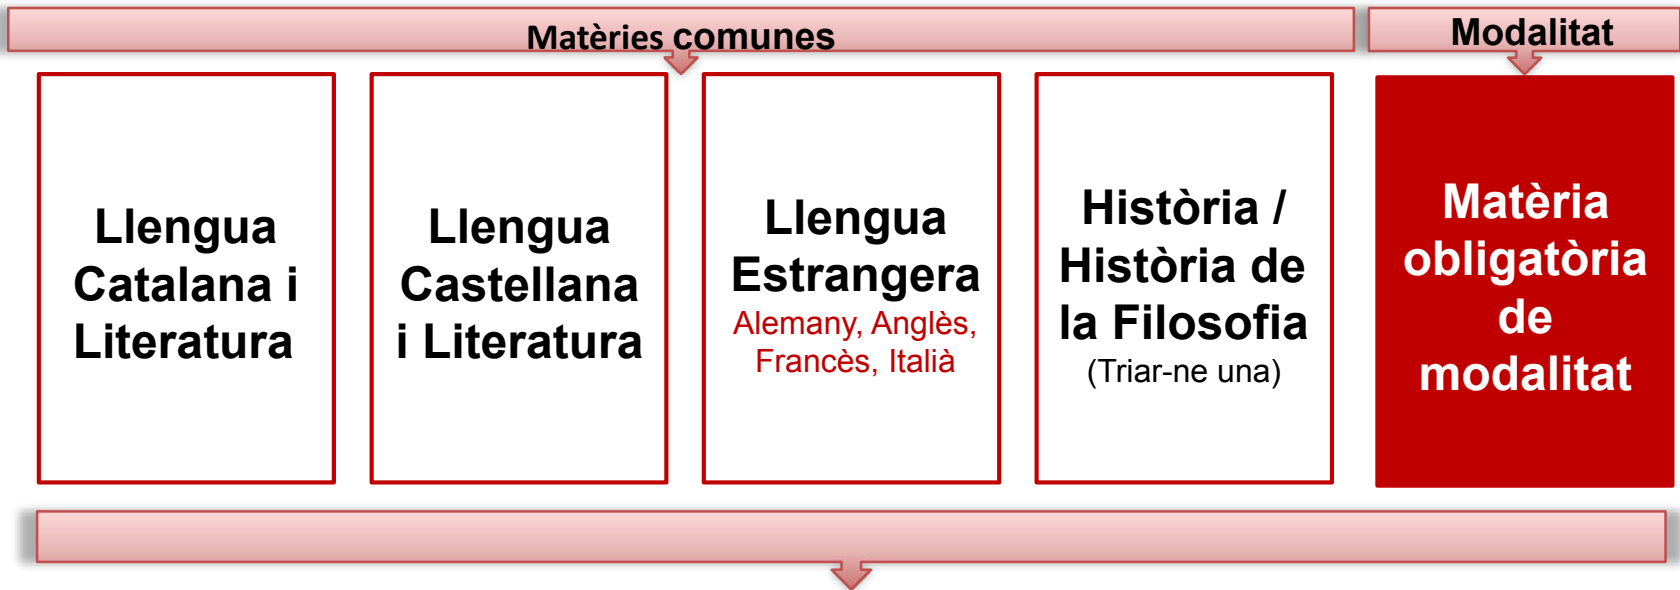 Matèries comunes
Modalitat
Llengua
Catalana i
Literatura
Llengua
Castellana
i Literatura
Llengua
Estrangera
Alemany, Anglès,
Francès, Italià
Història /
Història de
la Filosofia
(Triar-ne una)
Matèria
obligatòria
de
modalitat